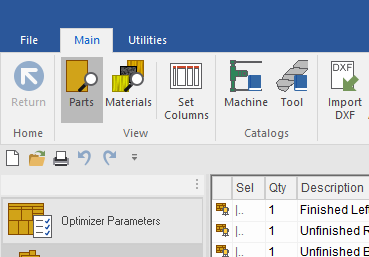 File Main Utilities
Return Parts Materials Set Columns Machine Tool Import DXF
DXF
Home View Catalogs
Sel Qty Description
Optimizer Parameters
1 Finished Lef
1 Unfinished R
1 Unfinished